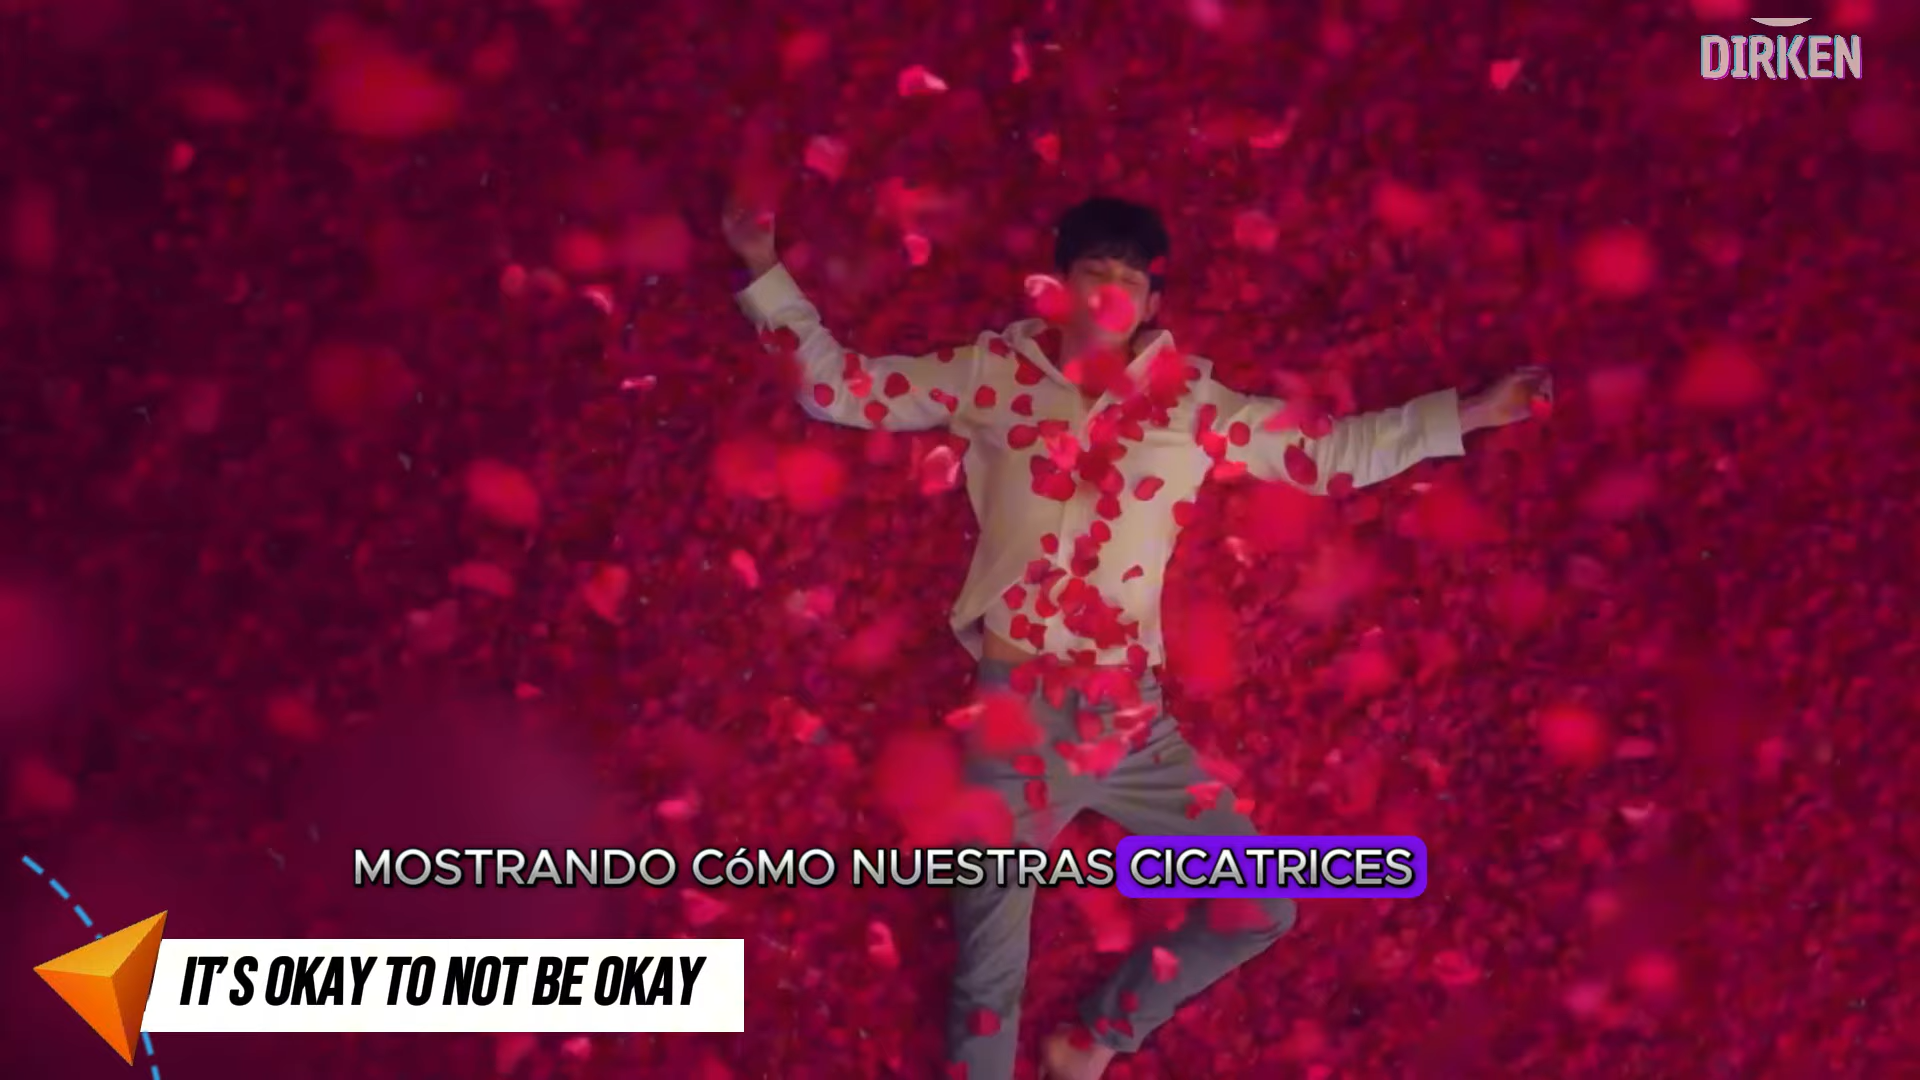 DIRKEN
MOSTRANDO CóMO NUESTRAS CICATRICES
IT'S OKAY TO NOT BE OKAY